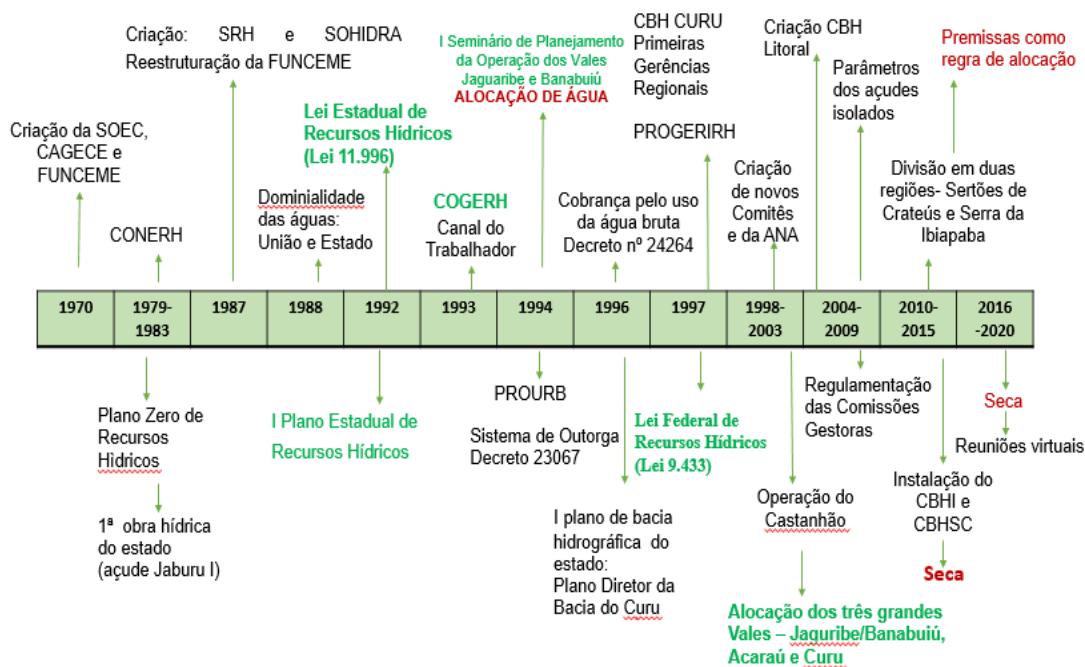 Criação: SRH e SOHIDRA
Reestruturação da FUNCEME
I Seminário de Planejamento
da Operação dos Vales
Jaguaribe e Banabuiú
ALOCAÇÃO DE ÁGUA
CBH CURU
Primeiras
Gerências
Regionais
PROGERIRH
Criação CBH
Litoral
Parâmetros
dos açudes
isolados
Premissas como
regra de alocação
Criação da SOEC,
CAGECE e
FUNCEME
CONERH
Lei Estadual de
Recursos Hídricos
(Lei 11.996)
Dominialidade
das águas:
União e Estado
COGERH
Canal do
Trabalhador
Cobrança pelo uso
da água bruta
Decreto nº 24264
Criação
de novos
Comitês
e da ANA
Divisão em duas
regiões- Sertões de
Crateús e Serra da
Ibiapaba
1970
1979-
1983
1987
1988
1992
1993
1994
1996
1997
1998-
2003
2004-
2009
2010-
2015
2016
-2020
Plano Zero de
Recursos
Hidricos
1ª obra hídrica
do estado
(açude Jaburu I)
I Plano Estadual de
Recursos Hídricos
PROURB
Sistema de Outorga
Decreto 23067
I plano de bacia
hidrográfica do
estado:
Plano Diretor da
Bacia do Curu
Lei Federal de
Recursos Hídricos
(Lei 9.433)
Operação do
Castanhão
Alocação dos três grandes
Vales – Jaguribe/Banabuiú,
Acaraú e Curu
Regulamentação
das Comissões
Gestoras
Instalação do
CBHI e
CBHSC
Seca
Seca
Reuniões virtuais